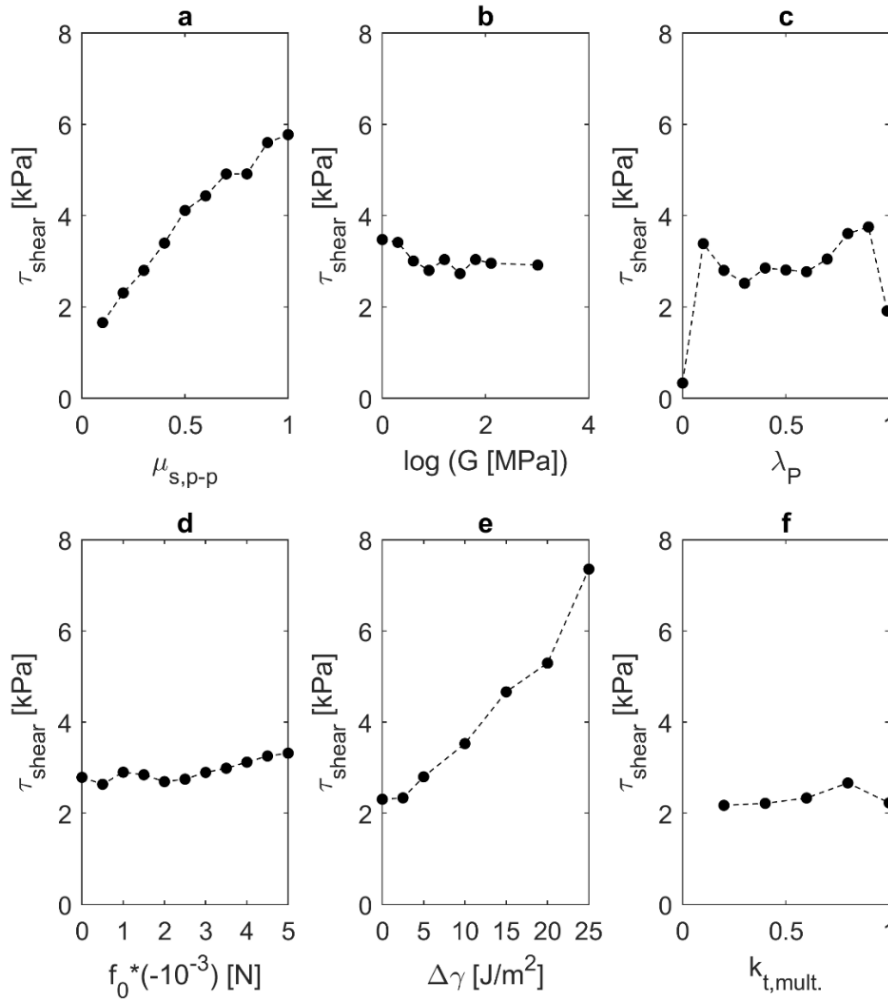 a b c
8 8 8
6 6 6
4 4 4
2 2 2
0 0 0
τshear [kPa] τshear [kPa] τshear [kPa]
0 0.5 1 0 2 4 0 0.5 1
μs,p-p log (G [MPa]) λP
d e f
8 8 8
6 6 6
4 4 4
2 2 2
0 0 0
τshear [kPa] τshear [kPa] τshear [kPa]
0 1 2 3 4 5 0 5 10 15 20 25 0 0.5 1
f0*(-10-3) [N] Δγ [J/m2] kt,mult.